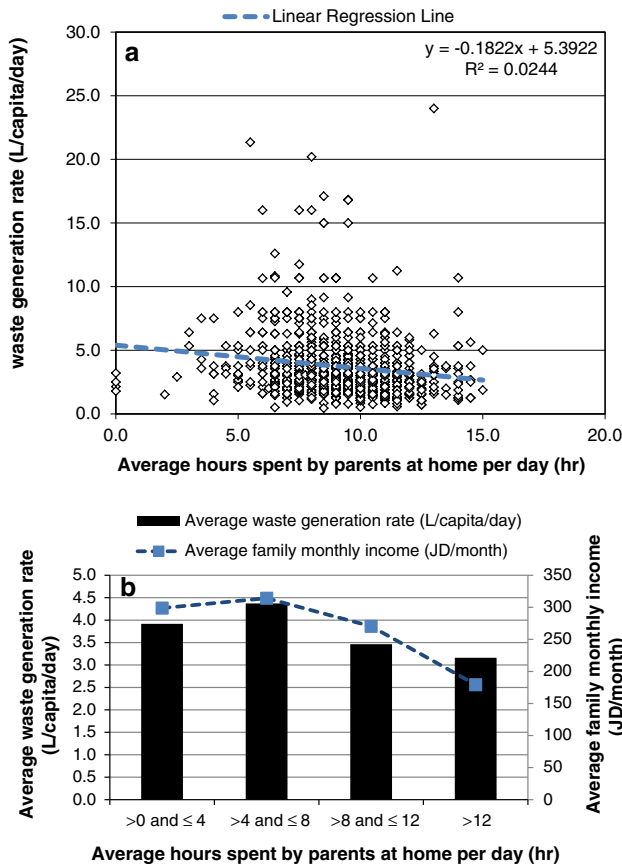 Linear Regression Line
a
y = -0.1822x + 5.3922
R² = 0.0244
30.0
25.0
20.0
15.0
10.0
5.0
0.0
waste generation rate (L/capita/day)
0.0 5.0 10.0 15.0 20.0
Average hours spent by parents at home per day (hr)
Average waste generation rate (L/capita/day)
Average family monthly income (JD/month)
b
5.0
4.5
4.0
3.5
3.0
2.5
2.0
1.5
1.0
0.5
0.0
Average waste generation rate
(L/capita/day)
350
300
250
200
150
100
50
0
Average family monthly income
(JD/month)
>0 and ≤ 4 >4 and ≤ 8 >8 and ≤ 12 >12
Average hours spent by parents at home per day (hr)